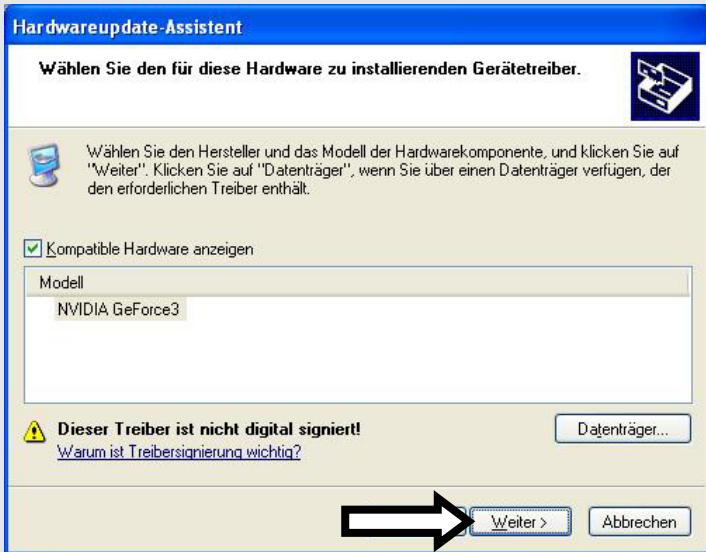 Hardwareupdate-Assistent
Wählen Sie den für diese Hardware zu installierenden Gerätetreiber.
Wählen Sie den Hersteller und das Modell der Hardwarekomponente, und klicken Sie auf
"Weiter". Klicken Sie auf "Datenträger", wenn Sie über einen Datenträger verfügen, der
den erforderlichen Treiber enthält.
Kompatible Hardware anzeigen
Modell
NVIDIA GeForce3
Dieser Treiber ist nicht digital signiert!
Datenträger...
Warum ist Treibersignierung wichtig?
Weiter >
Abbrechen